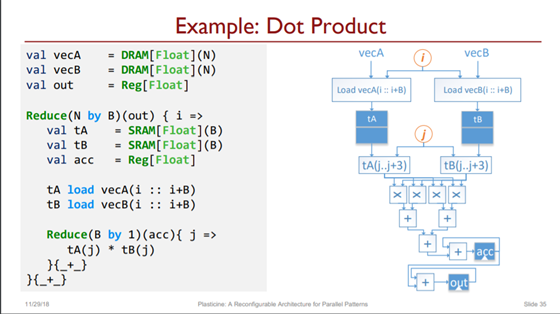 Example: Dot Product
val vecA    = DRAM[Float](N)
val vecB    = DRAM[Float](N)
val out     = Reg[Float]
Reduce(N by B)(out) { i =>
   val tA    = SRAM[Float](B)
   val tB    = SRAM[Float](B)
   val acc   = Reg[Float]
   tA load vecA(i :: i+B)
   tB load vecB(i :: i+B)
   Reduce(B by 1)(acc){ j =>
      tA(j) * tB(j)
   }{_+_}
}{_+_}
vecA
i
vecB
Load vecA(i :: i+B)
Load vecB(i :: i+B)
tA
tB
j
tA(j..j+3)
tB(j..j+3)
× × × ×
+ +
+
+ acc
+ out
11/29/18
Plasticine: A Reconfigurable Architecture for Parallel Patterns
Slide 35